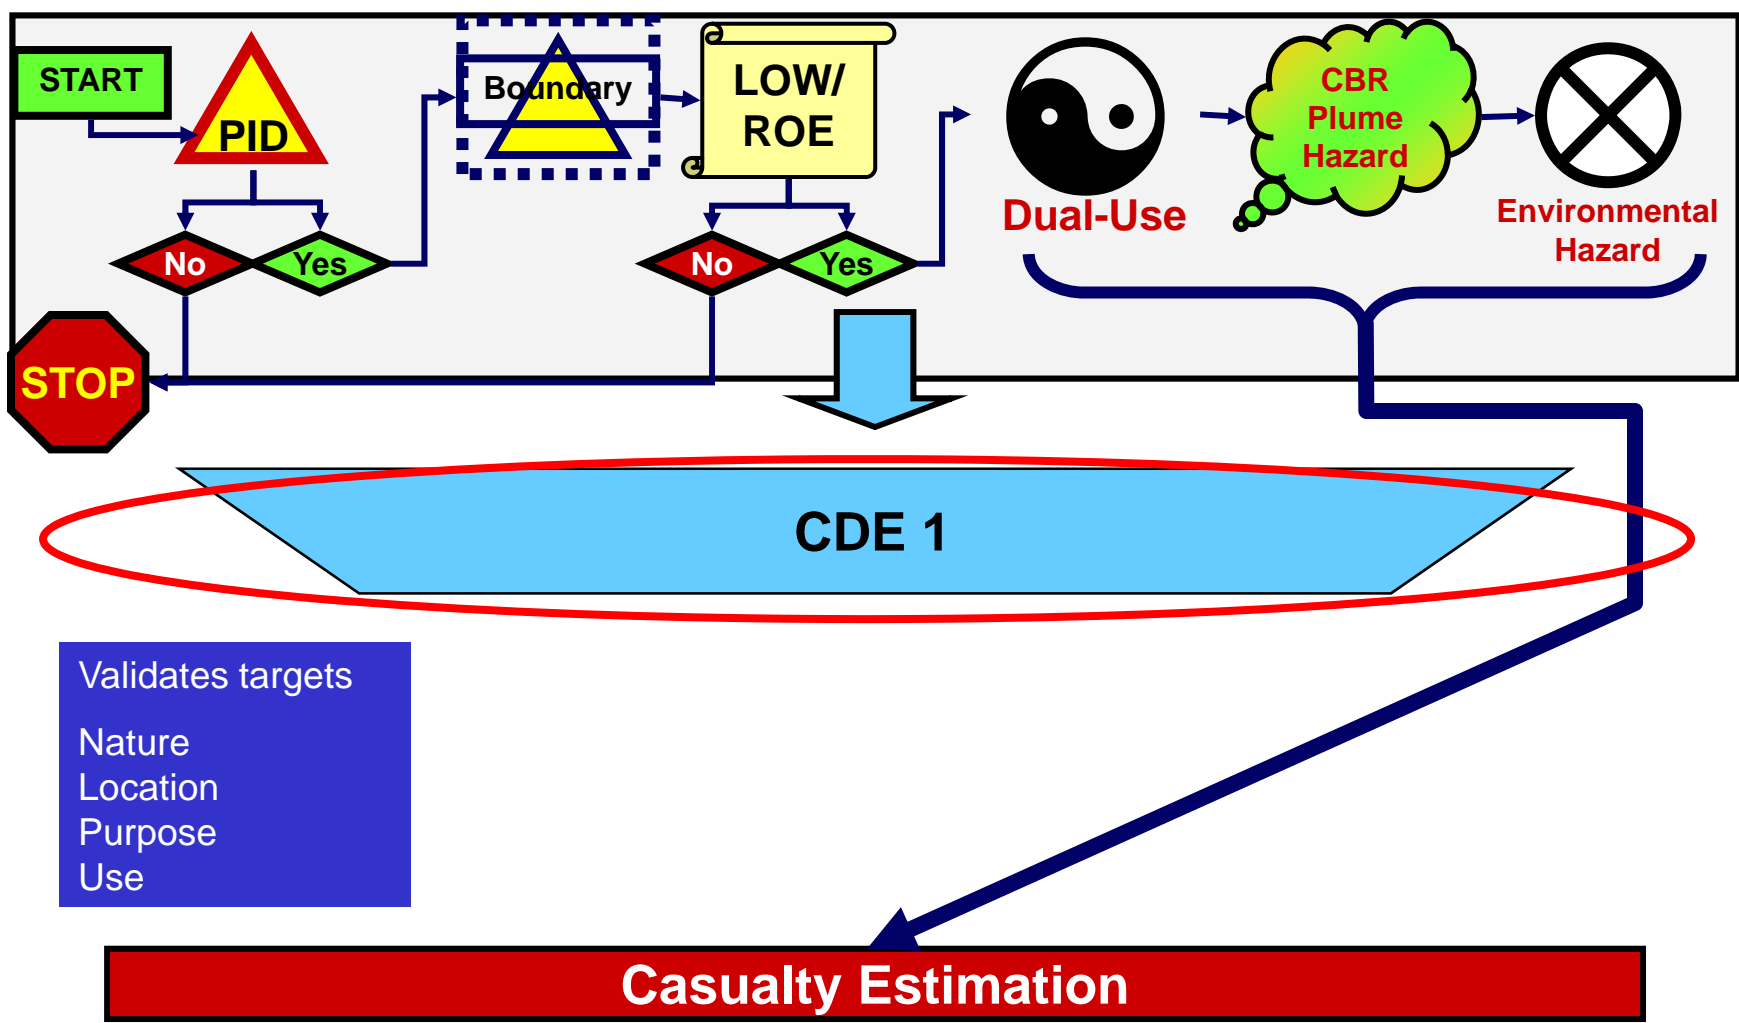 START
PID
Boundary
LOW/
ROE
CBR
Plume
Hazard
Dual-Use
Environmental
Hazard
No
Yes
No
Yes
STOP
CDE 1
Validates targets
Nature
Location
Purpose
Use
Casualty Estimation